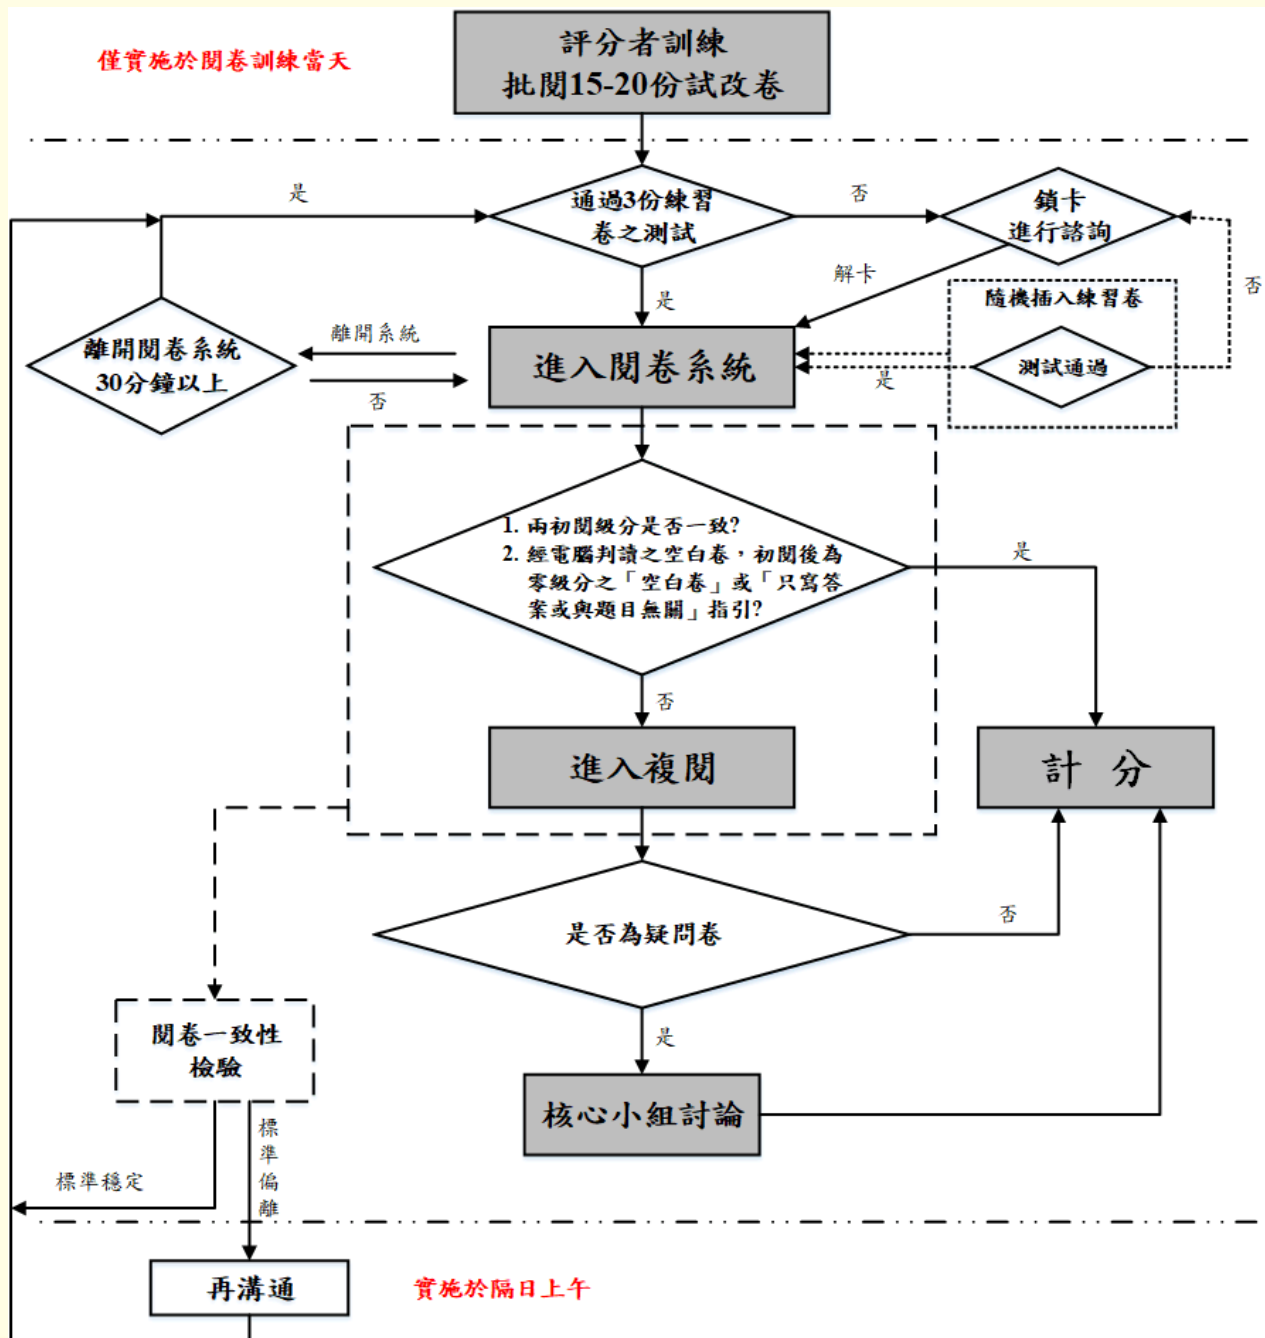 僅實施於閱卷訓練當天
評分者訓練
批閱15-20份試改卷
是
通過3份練習
卷之測試
否
鎖卡
進行諮詢
解卡
是
否
隨機插入練習卷
測試通過
是
離開閱卷系統
30分鐘以上
離開系統
否
進入閱卷系統
1. 兩初閱級分是否一致?
2. 經電腦判讀之空白卷，初閱後為
零級分之「空白卷」或「只寫答
案或與題目無關」指引?
是
否
進入複閱
計 分
是否為疑問卷
否
是
閱卷一致性
檢驗
核心小組討論
標準穩定
標準偏離
再溝通
實施於隔日上午